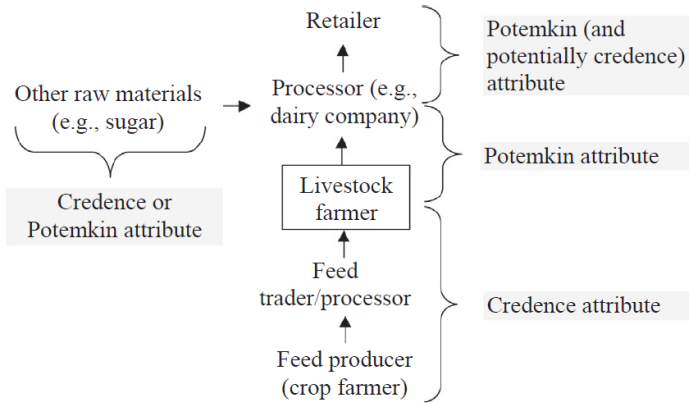 Retailer
Potemkin (and
potentially credence)
attribute
Other raw materials
(e.g., sugar)
Processor (e.g.,
dairy company)
Potemkin attribute
Credence or
Potemkin attribute
Livestock
farmer
Feed
trader/processor
Credence attribute
Feed producer
(crop farmer)